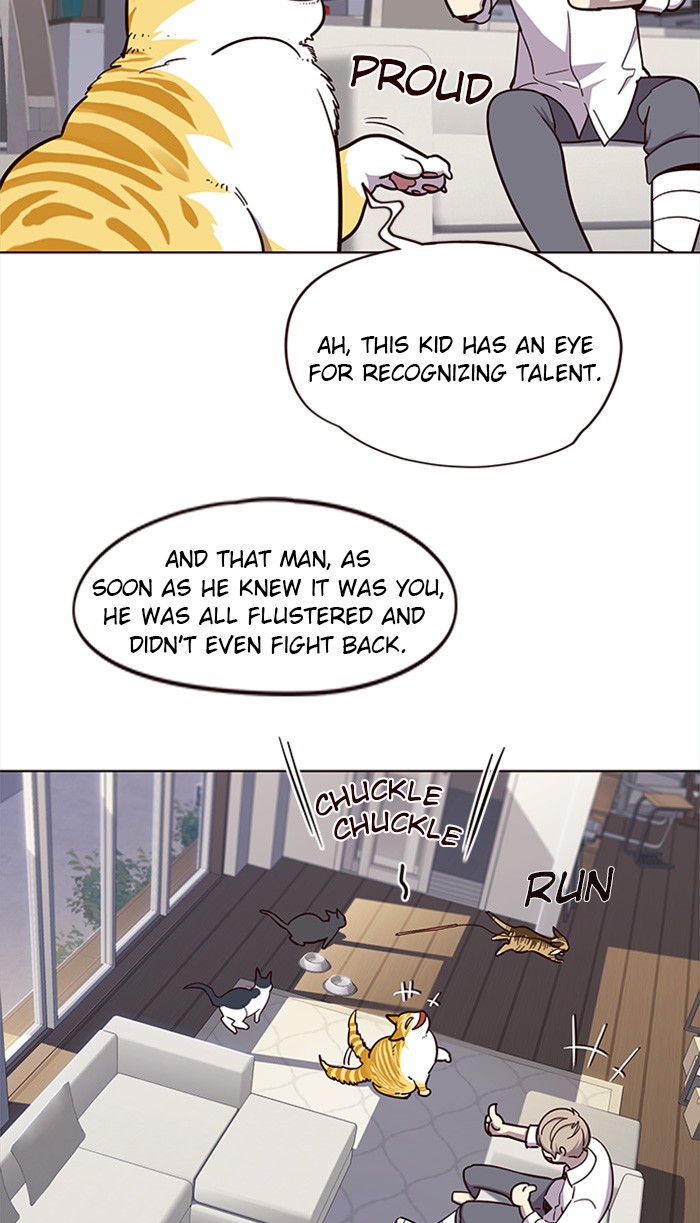 PROUD
AH, THIS KID HAS AN EYE
FOR RECOGNIZING TALENT.
AND THAT MAN, AS
SOON AS HE KNEW IT WAS YOU,
HE WAS ALL FLUSTERED AND
DIDN'T EVEN FIGHT BACK.
CHUCKLE
CHUCKLE
RUN